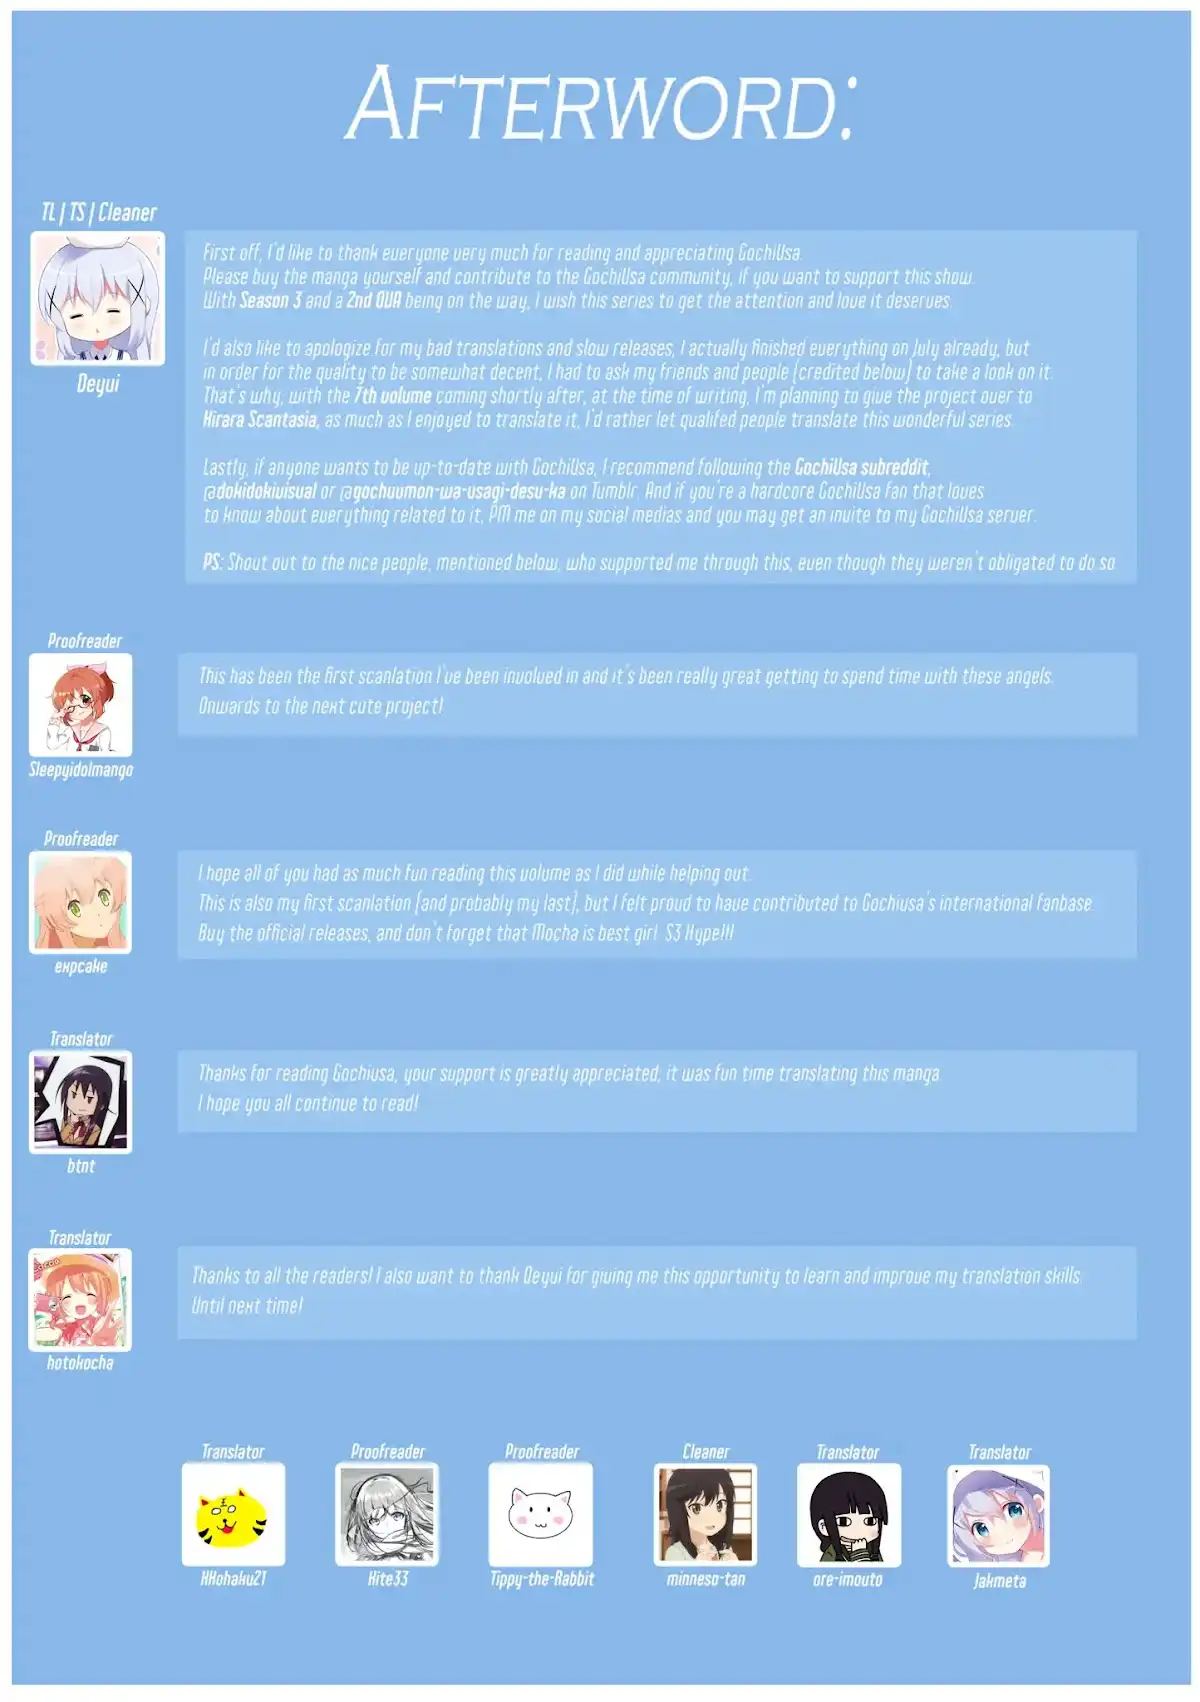 AFTERWORD:
TL | TS | Cleaner
Deyui
First off, I'd like to thank everyone very much for reading and appreciating GochiUsa.
Please buy the manga yourself and contribute to the GochiUsa community, if you want to support this show.
With Season 3 and a 2nd OVA being on the way, I wish this series to get the attention and love it deserves.
I'd also like to apologize for my bad translations and slow releases, I actually finished everything on July already, but
in order for the quality to be somewhat decent, I had to ask my friends and people [credited below] to take a look on it.
That's why, with the 7th volume coming shortly after, at the time of writing, I'm planning to give the project over to
Kirara Scantasia, as much as I enjoyed to translate it, I'd rather let qualifed people translate this wonderful series.
Lastly, if anyone wants to be up-to-date with GochiUsa, I recommend following the GochiUsa subreddit,
@dokidokivisual or @gochuumon-wa-usagi-desu-ka on Tumblr. And if you're a hardcore GochiUsa fan that loves
to know about everything related to it, PM me on my social medias and you may get an invite to my GochiUsa server.
PS: Shout out to the nice people, mentioned below, who supported me through this, even though they weren't obligated to do so.
Proofreader
Sleepyidolmango
This has been the first scanlation I've been involved in and it's been really great getting to spend time with these angels.
Onwards to the next cute project!
Proofreader
expcake
I hope all of you had as much fun reading this volume as I did while helping out.
This is also my first scanlation [and probably my last], but I felt proud to have contributed to Gochiusa's international fanbase.
Buy the official releases, and don't forget that Mocha is best girl. S3 Hype!!!
Translator
btnt
Thanks for reading Gochiusa, your support is greatly appreciated, it was fun time translating this manga.
I hope you all continue to read!
Translator
hotokocha
Thanks to all the readers! I also want to thank Deyui for giving me this opportunity to learn and improve my translation skills.
Until next time!
Translator
KKohaku21
Proofreader
Kite33
Proofreader
Tippy-the-Rabbit
Cleaner
minneso-tan
Translator
ore-imouto
Translator
Jakmeta